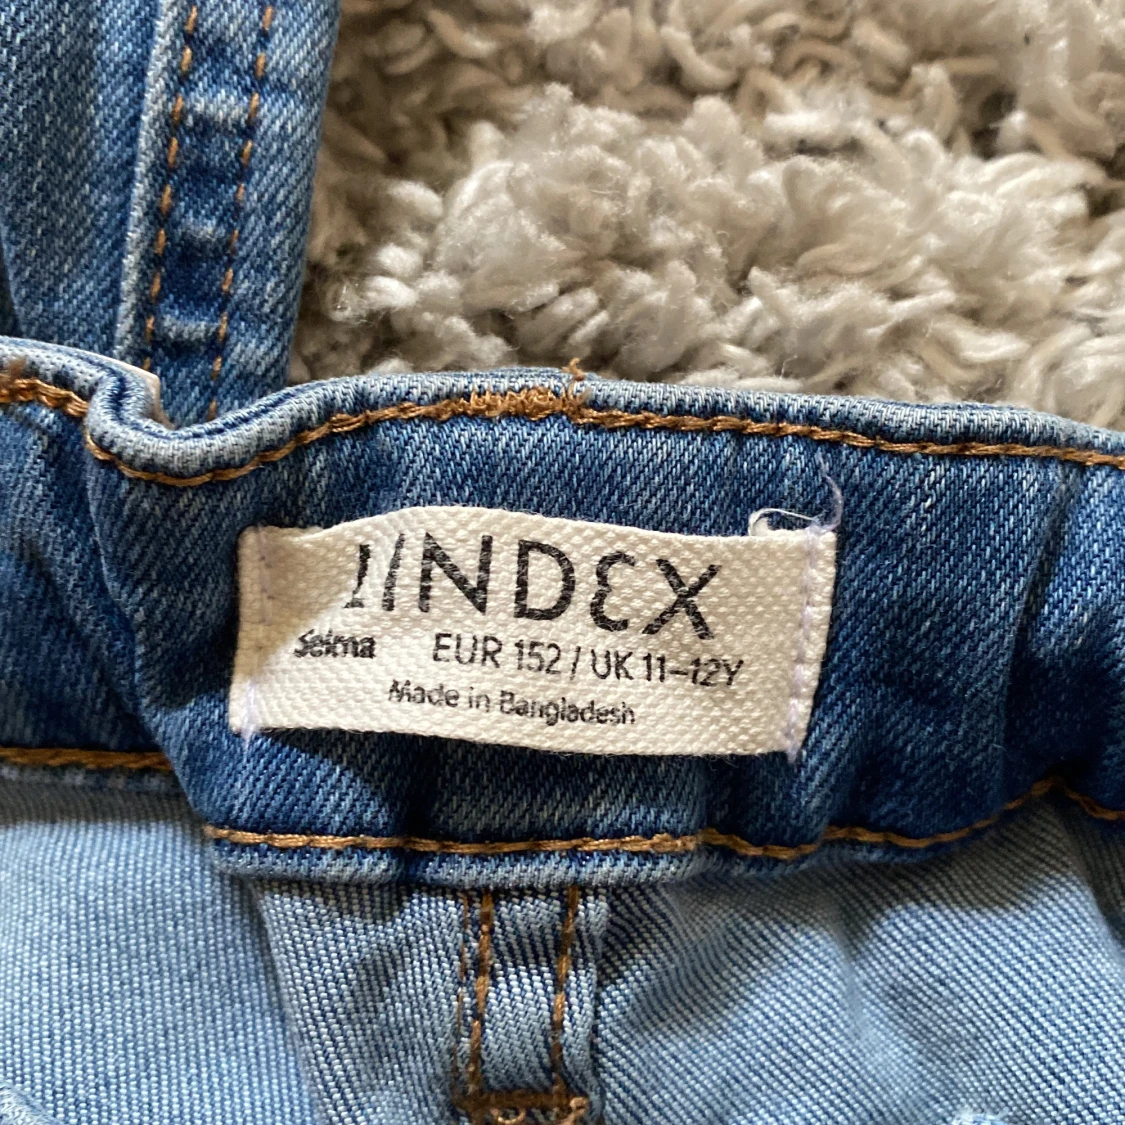 LINDEX
Selma EUR 152 / UK 11–12Y
Made in Bangladesh